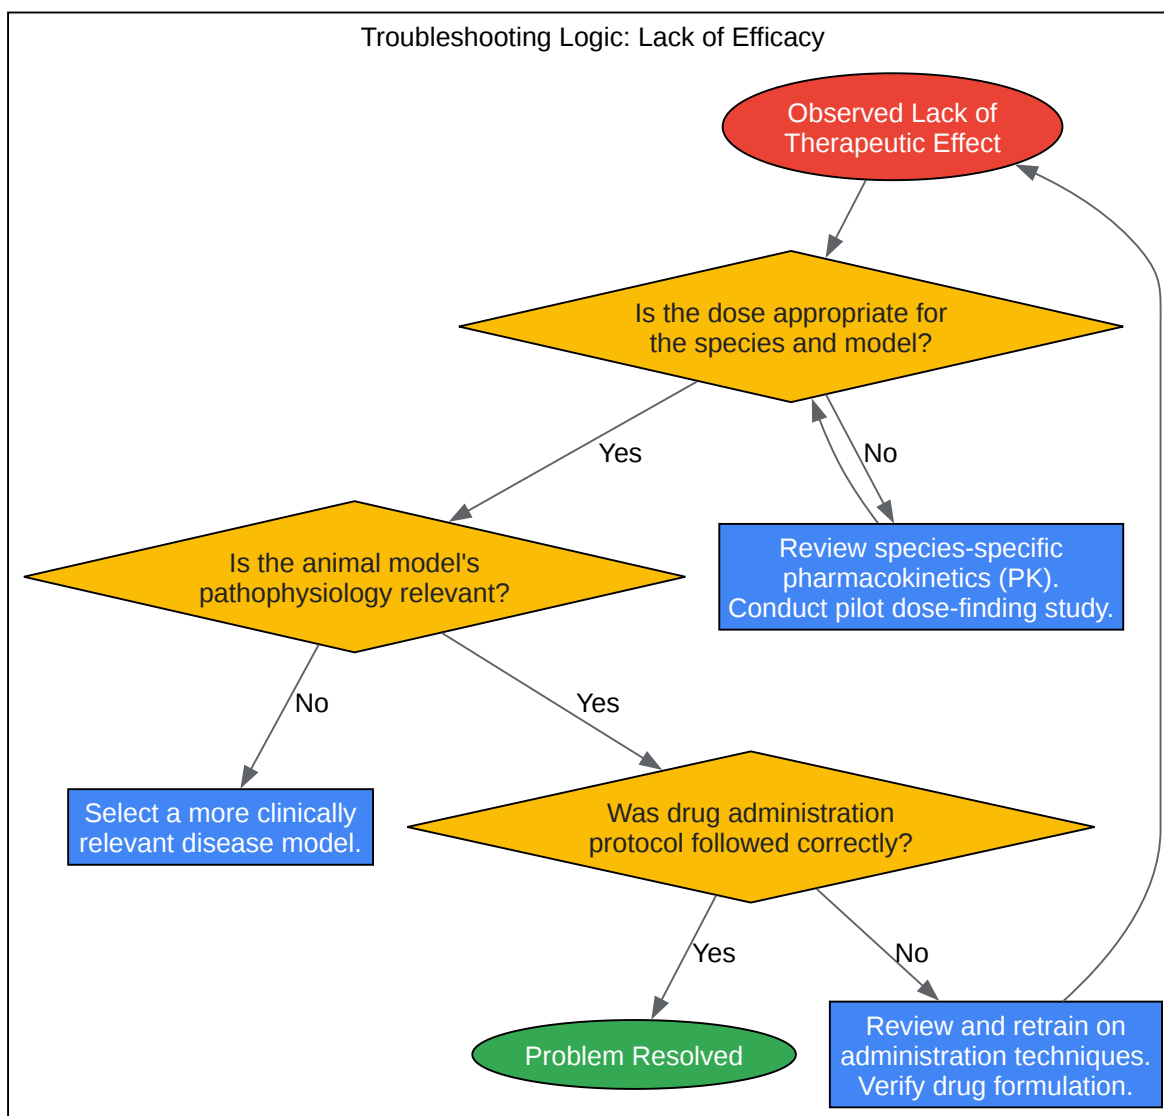 Troubleshooting Logic: Lack of Efficacy
Observed Lack of
Therapeutic Effect
Is the dose appropriate for
the species and model?
Yes
No
Is the animal model's
pathophysiology relevant?
Review species-specific
pharmacokinetics (PK).
Conduct pilot dose-finding study.
No
Yes
Select a more clinically
relevant disease model.
Was drug administration
protocol followed correctly?
Yes
No
Problem Resolved
Review and retrain on
administration techniques.
Verify drug formulation.